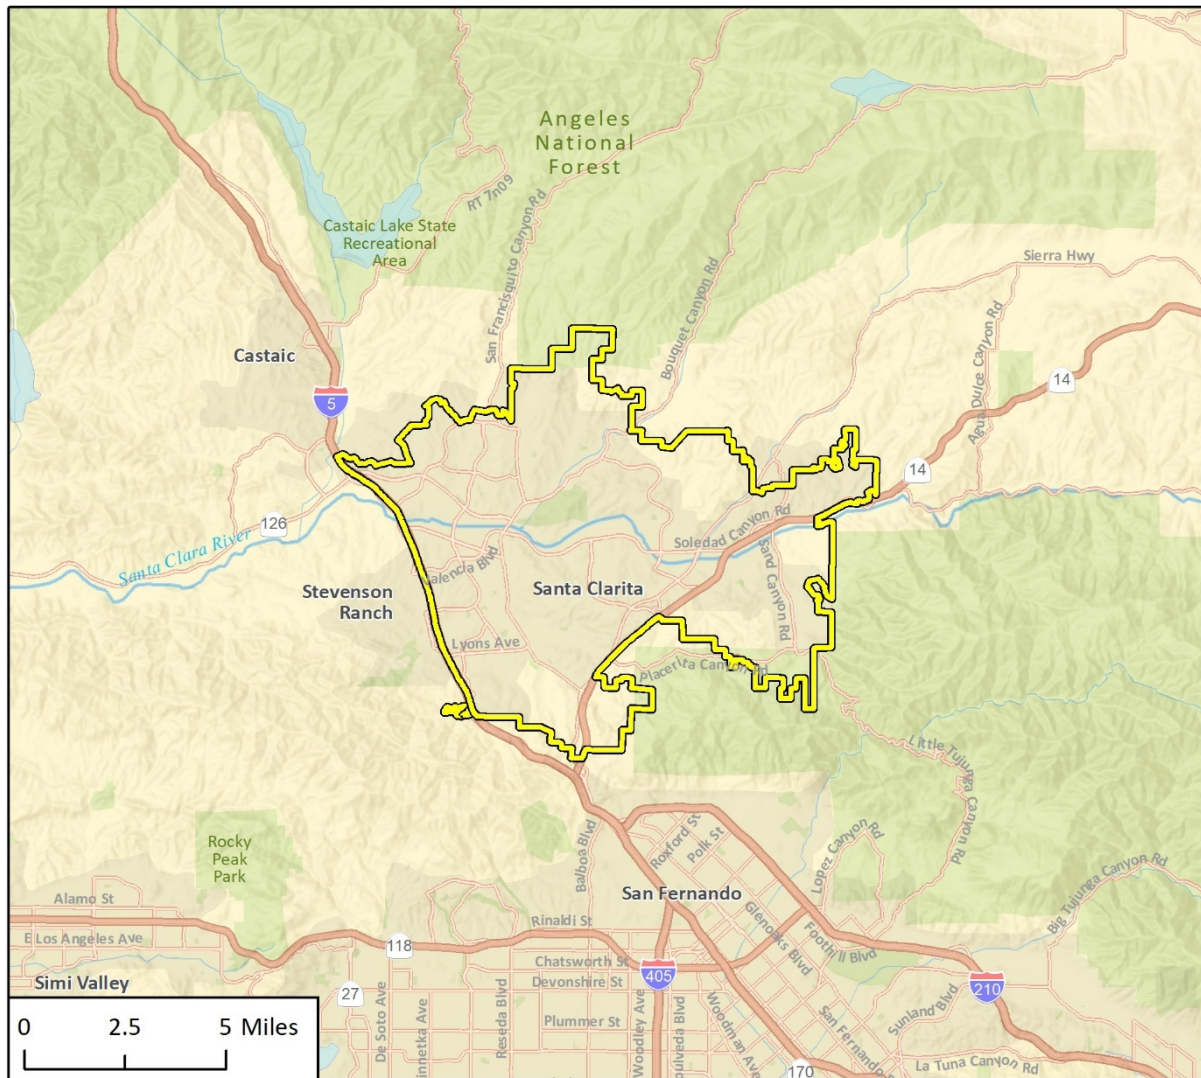 Angeles
National
Forest
RT 7n09
San Francisquito Canyon Rd
Castaic Lake State
Recreational
Area
Bouquet Canyon Rd
Sierra Hwy
Castaic
5
Agua Dulce Canyon Rd
14
14
126
Santa Clara River
Soledad Canyon Rd
Valencia Blvd
Sand Canyon Rd
Stevenson
Ranch
Santa Clarita
Lyons Ave
Placerita Canyon Rd
Little Tujunga Canyon Rd
Rocky
Peak
Park
Balboa Blvd
Roxford St
Polk St
Lopez Canyon Rd
Big Tujunga Canyon Rd
San Fernando
Alamo St
Rinaldi St
Glenoaks Blvd
Foothill Blvd
E Los Angeles Ave
118
Chatsworth St
405
Devonshire St
210
Simi Valley
27
De Soto Ave
innetka Ave
Reseda Blvd
Plummer St
Woodley Ave
pulveda Blvd
Woodman Ave
San Fernando
Sunland Blvd
La Tuna Canyon Rd
170
0 2.5 5 Miles